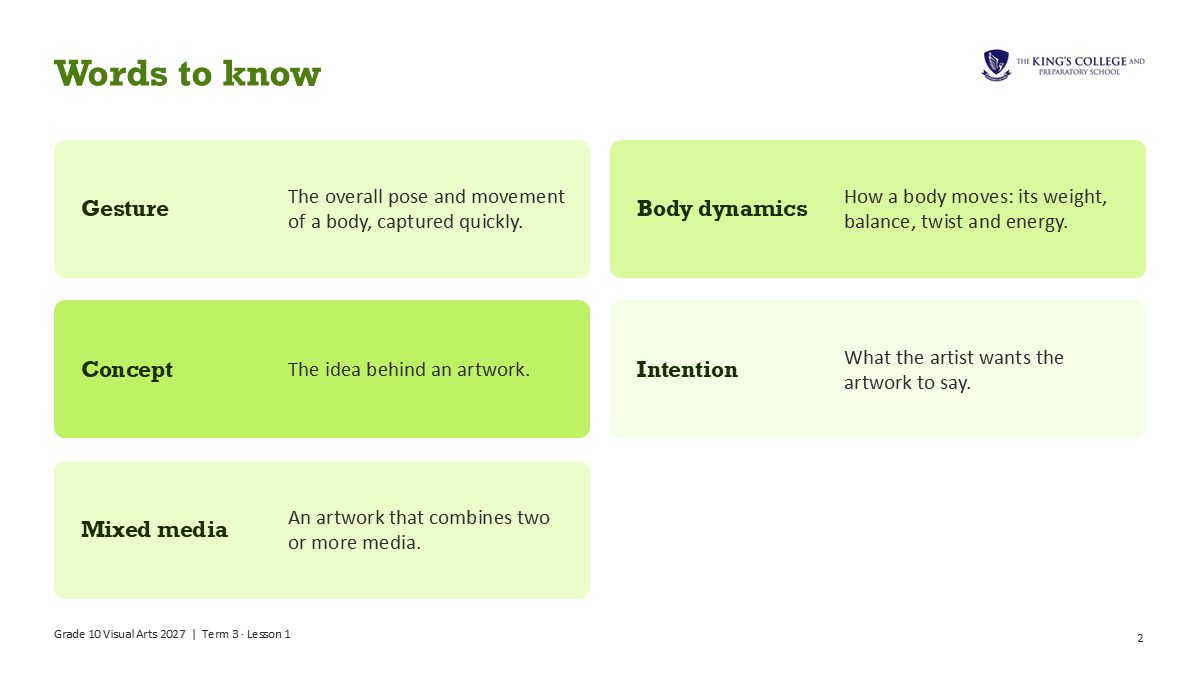 Words to know
THE KING'S COLLEGE AND
PREPARATORY SCHOOL
Gesture
The overall pose and movement
of a body, captured quickly.
Body dynamics
How a body moves: its weight,
balance, twist and energy.
Concept
The idea behind an artwork.
Intention
What the artist wants the
artwork to say.
Mixed media
An artwork that combines two
or more media.
Grade 10 Visual Arts 2027 | Term 3 · Lesson 1
2